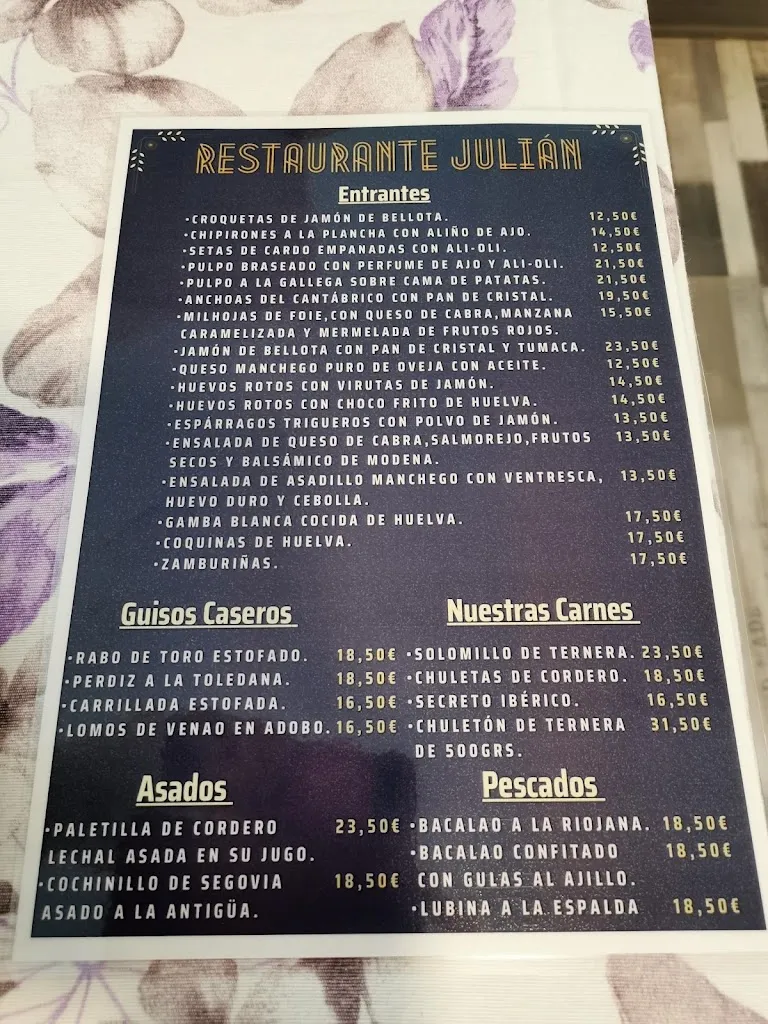 RESTAURANTE JULIÁN
Entrantes
·CROQUETAS DE JAMÓN DE BELLOTA. 12,50€
·CHIPIRONES A LA PLANCHA CON ALIÑO DE AJO. 14,50€
·SETAS DE CARDO EMPANADAS CON ALI-OLI. 12,50€
·PULPO BRASEADO CON PERFUME DE AJO Y ALI-OLI. 21,50€
·PULPO A LA GALLEGA SOBRE CAMA DE PATATAS. 21,50€
·ANCHOAS DEL CANTÁBRICO CON PAN DE CRISTAL. 19,50€
·MILHOJAS DE FOIE,CON QUESO DE CABRA,MANZANA 15,50€
CARAMELIZADA Y MERMELADA DE FRUTOS ROJOS.
·JAMÓN DE BELLOTA CON PAN DE CRISTAL Y TUMACA. 23,50€
·QUESO MANCHEGO PURO DE OVEJA CON ACEITE. 12,50€
·HUEVOS ROTOS CON VIRUTAS DE JAMÓN. 14,50€
·HUEVOS ROTOS CON CHOCO FRITO DE HUELVA. 14,50€
·ESPÁRRAGOS TRIGUEROS CON POLVO DE JAMÓN. 13,50€
·ENSALADA DE QUESO DE CABRA,SALMOREJO,FRUTOS 13,50€
SECOS Y BALSÁMICO DE MODENA.
·ENSALADA DE ASADILLO MANCHEGO CON VENTRESCA, 13,50€
HUEVO DURO Y CEBOLLA.
·GAMBA BLANCA COCIDA DE HUELVA. 17,50€
·COQUINAS DE HUELVA. 17,50€
·ZAMBURIÑAS. 17,50€
Guisos Caseros
·RABO DE TORO ESTOFADO. 18,50€
·PERDIZ A LA TOLEDANA. 18,50€
·CARRILLADA ESTOFADA. 16,50€
·LOMOS DE VENAO EN ADOBO. 16,50€
Nuestras Carnes
·SOLOMILLO DE TERNERA. 23,50€
·CHULETAS DE CORDERO. 18,50€
·SECRETO IBÉRICO. 16,50€
·CHULETÓN DE TERNERA 31,50€
DE 500GRS.
Asados
·PALETILLA DE CORDERO 23,50€
LECHAL ASADA EN SU JUGO.
·COCHINILLO DE SEGOVIA 18,50€
ASADO A LA ANTIGÜA.
Pescados
·BACALAO A LA RIOJANA. 18,50€
·BACALAO CONFITADO 18,50€
CON GULAS AL AJILLO.
·LUBINA A LA ESPALDA 18,50€